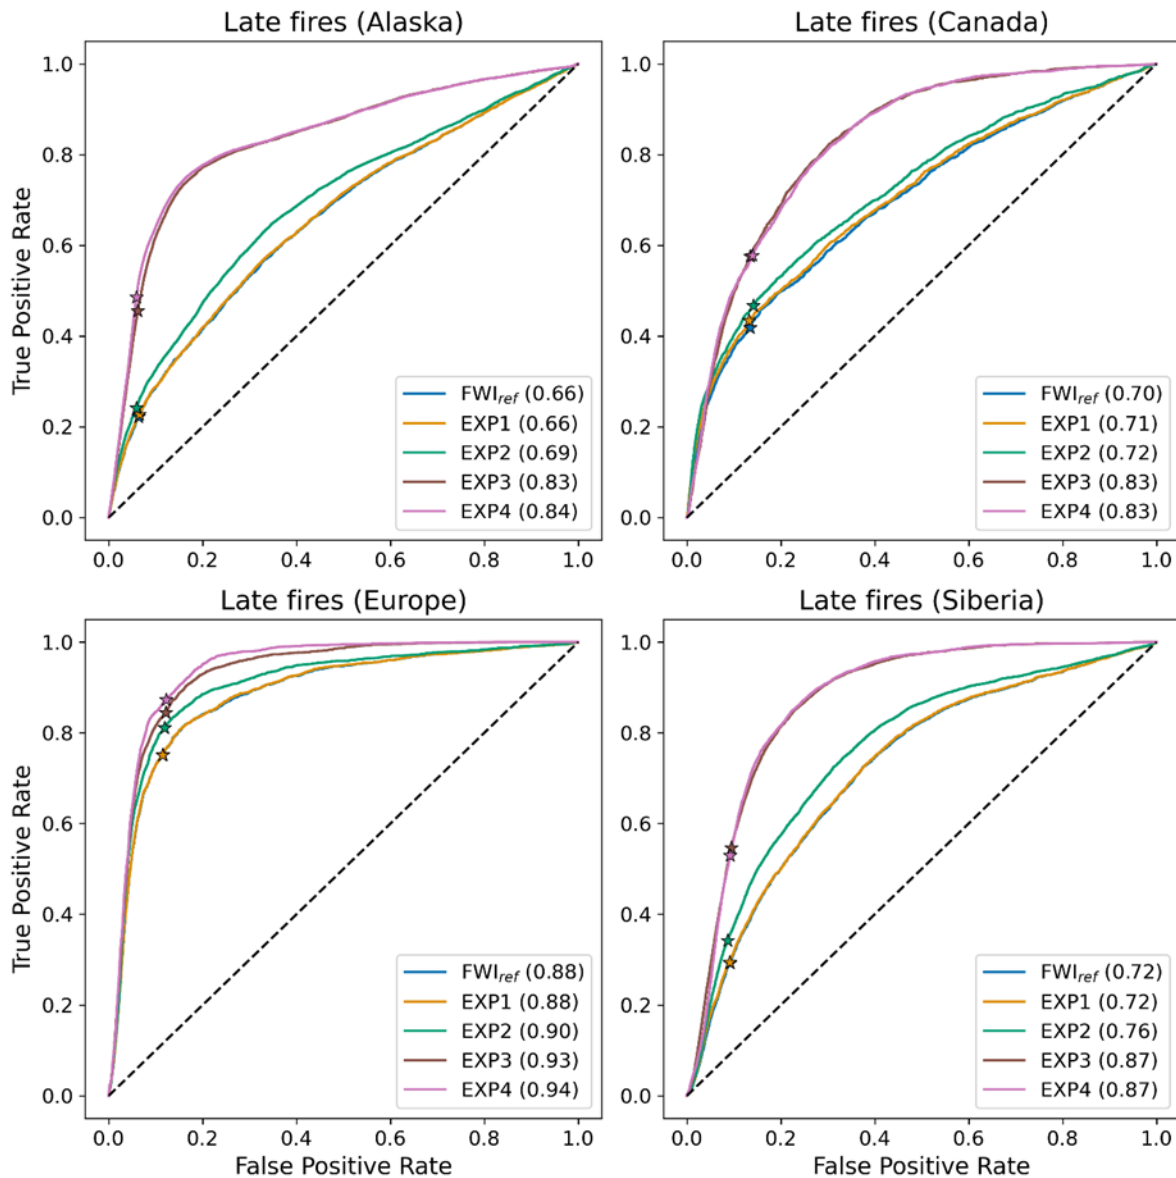 Late fires (Alaska)
True Positive Rate
1.0
0.8
0.6
0.4
0.2
0.0
0.0 0.2 0.4 0.6 0.8 1.0
FWIref (0.66)
EXP1 (0.66)
EXP2 (0.69)
EXP3 (0.83)
EXP4 (0.84)
Late fires (Canada)
1.0
0.8
0.6
0.4
0.2
0.0
0.0 0.2 0.4 0.6 0.8 1.0
FWIref (0.70)
EXP1 (0.71)
EXP2 (0.72)
EXP3 (0.83)
EXP4 (0.83)
Late fires (Europe)
True Positive Rate
1.0
0.8
0.6
0.4
0.2
0.0
0.0 0.2 0.4 0.6 0.8 1.0
False Positive Rate
FWIref (0.88)
EXP1 (0.88)
EXP2 (0.90)
EXP3 (0.93)
EXP4 (0.94)
Late fires (Siberia)
1.0
0.8
0.6
0.4
0.2
0.0
0.0 0.2 0.4 0.6 0.8 1.0
False Positive Rate
FWIref (0.72)
EXP1 (0.72)
EXP2 (0.76)
EXP3 (0.87)
EXP4 (0.87)